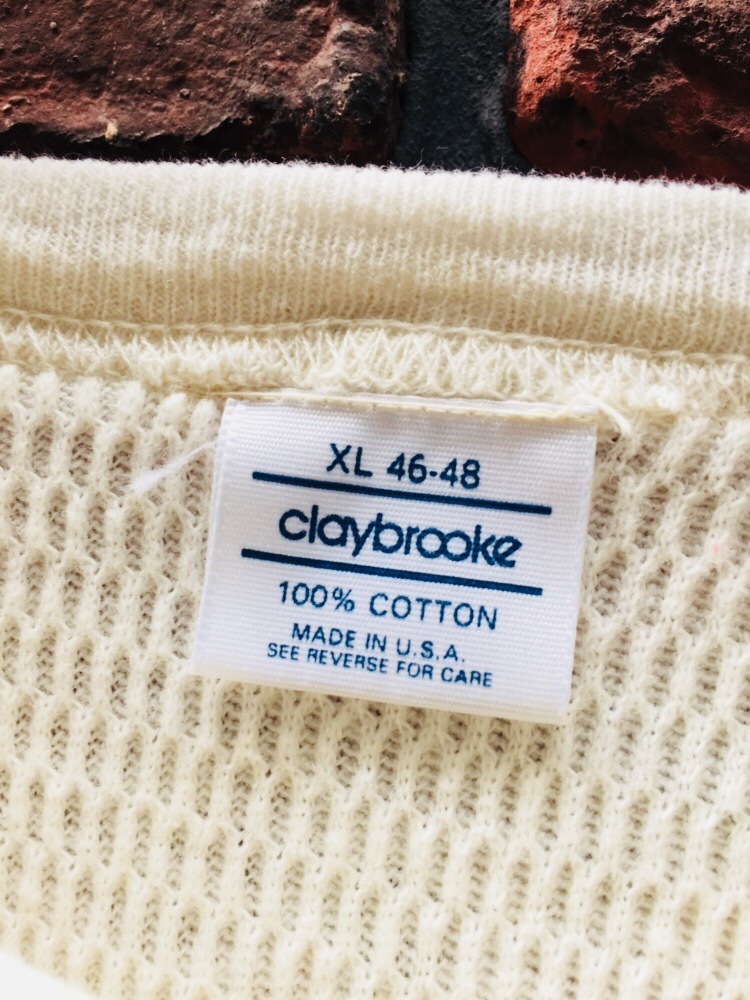 XL 46-48
claybrooke
100% COTTON
MADE IN U.S.A.
SEE REVERSE FOR CARE